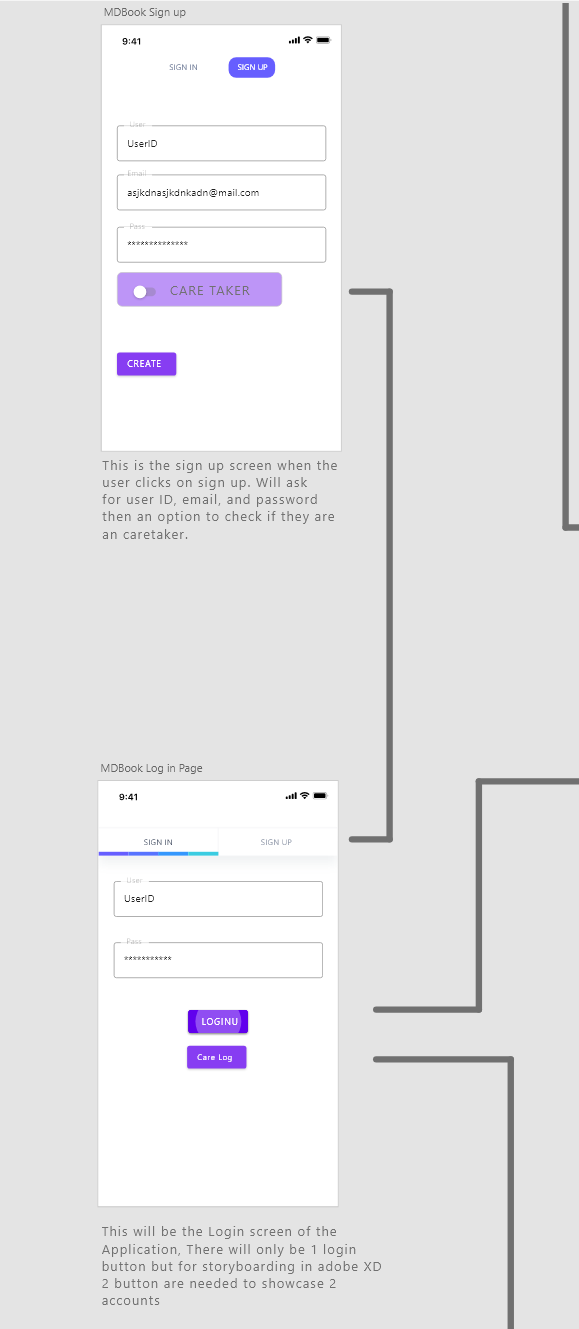 MDBook Sign up
9:41
SIGN IN
SIGN UP
User
UserID
Email
asjkdnasjkdnkadn@mail.com
Pass
**************
CARE TAKER
CREATE
This is the sign up screen when the
user clicks on sign up. Will ask
for user ID, email, and password
then an option to check if they are
an caretaker.
MDBook Log in Page
9:41
SIGN IN
SIGN UP
User
UserID
Pass
***********
LOGINU
Care Log
This will be the Login screen of the
Application, There will only be 1 login
button but for storyboarding in adobe XD
2 button are needed to showcase 2
accounts